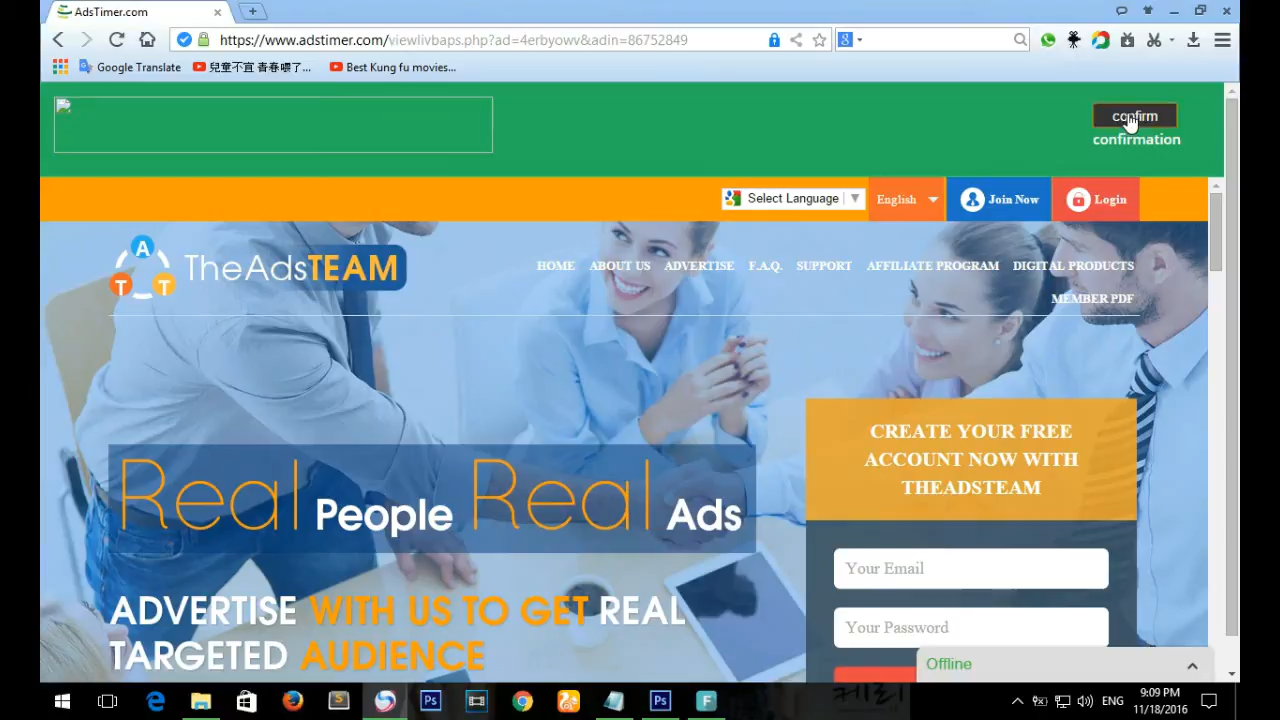 AdsTimer.com
https://www.adstimer.com/viewlivbaps.php?ad=4erbyowv&adin=86752849
Google Translate
兒童不宜 青春喂了...
Best Kung fu movies...
confirm
confirmation
Select Language
English
Join Now
Login
TheAdsTEAM
HOME ABOUT US ADVERTISE F.A.Q. SUPPORT AFFILIATE PROGRAM DIGITAL PRODUCTS
MEMBER PDF
Real People Real Ads
ADVERTISE WITH US TO GET REAL
TARGETED AUDIENCE
CREATE YOUR FREE
ACCOUNT NOW WITH
THEADSTEAM
Your Email
Your Password
Offline
ENG
9:09 PM
11/18/2016